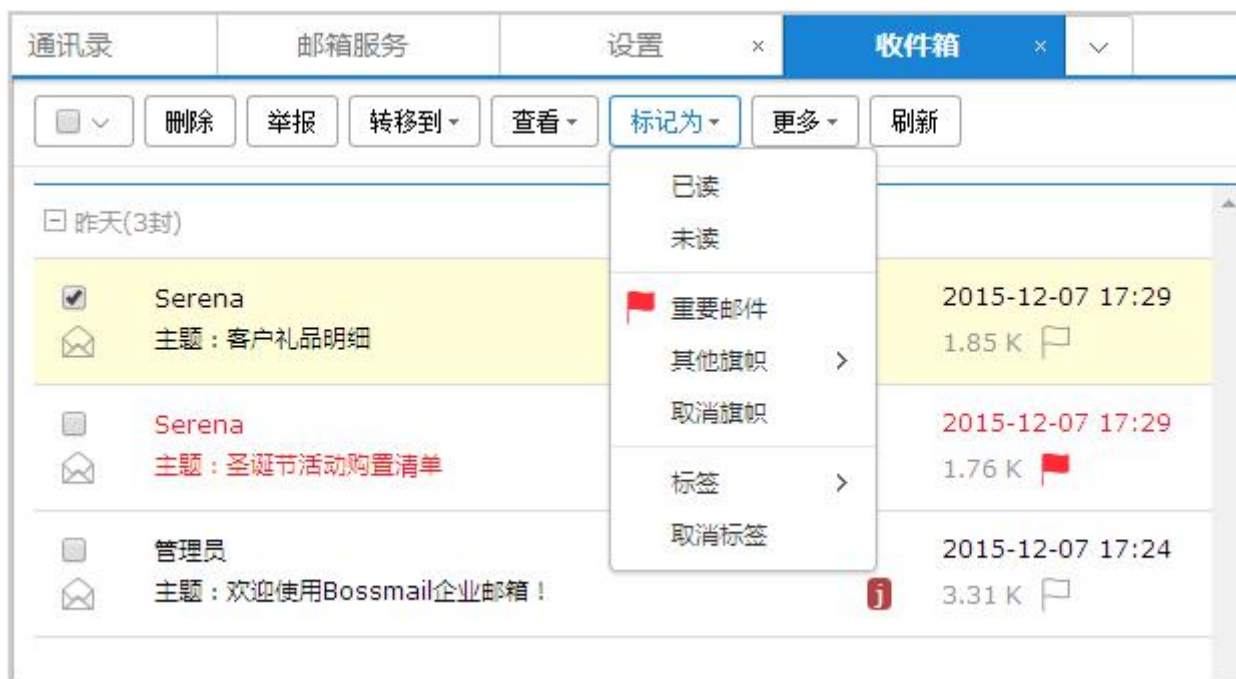 通讯录 邮箱服务 设置 × 收件箱 ×
删除 举报 转移到 查看 标记为 更多 刷新
已读
未读
重要邮件
其他旗帜
取消旗帜
标签
取消标签
昨天(3封)
Serena 2015-12-07 17:29
主题：客户礼品明细 1.85 K
Serena 2015-12-07 17:29
主题：圣诞节活动购置清单 1.76 K
管理员 2015-12-07 17:24
主题：欢迎使用Bossmail企业邮箱！ j 3.31 K